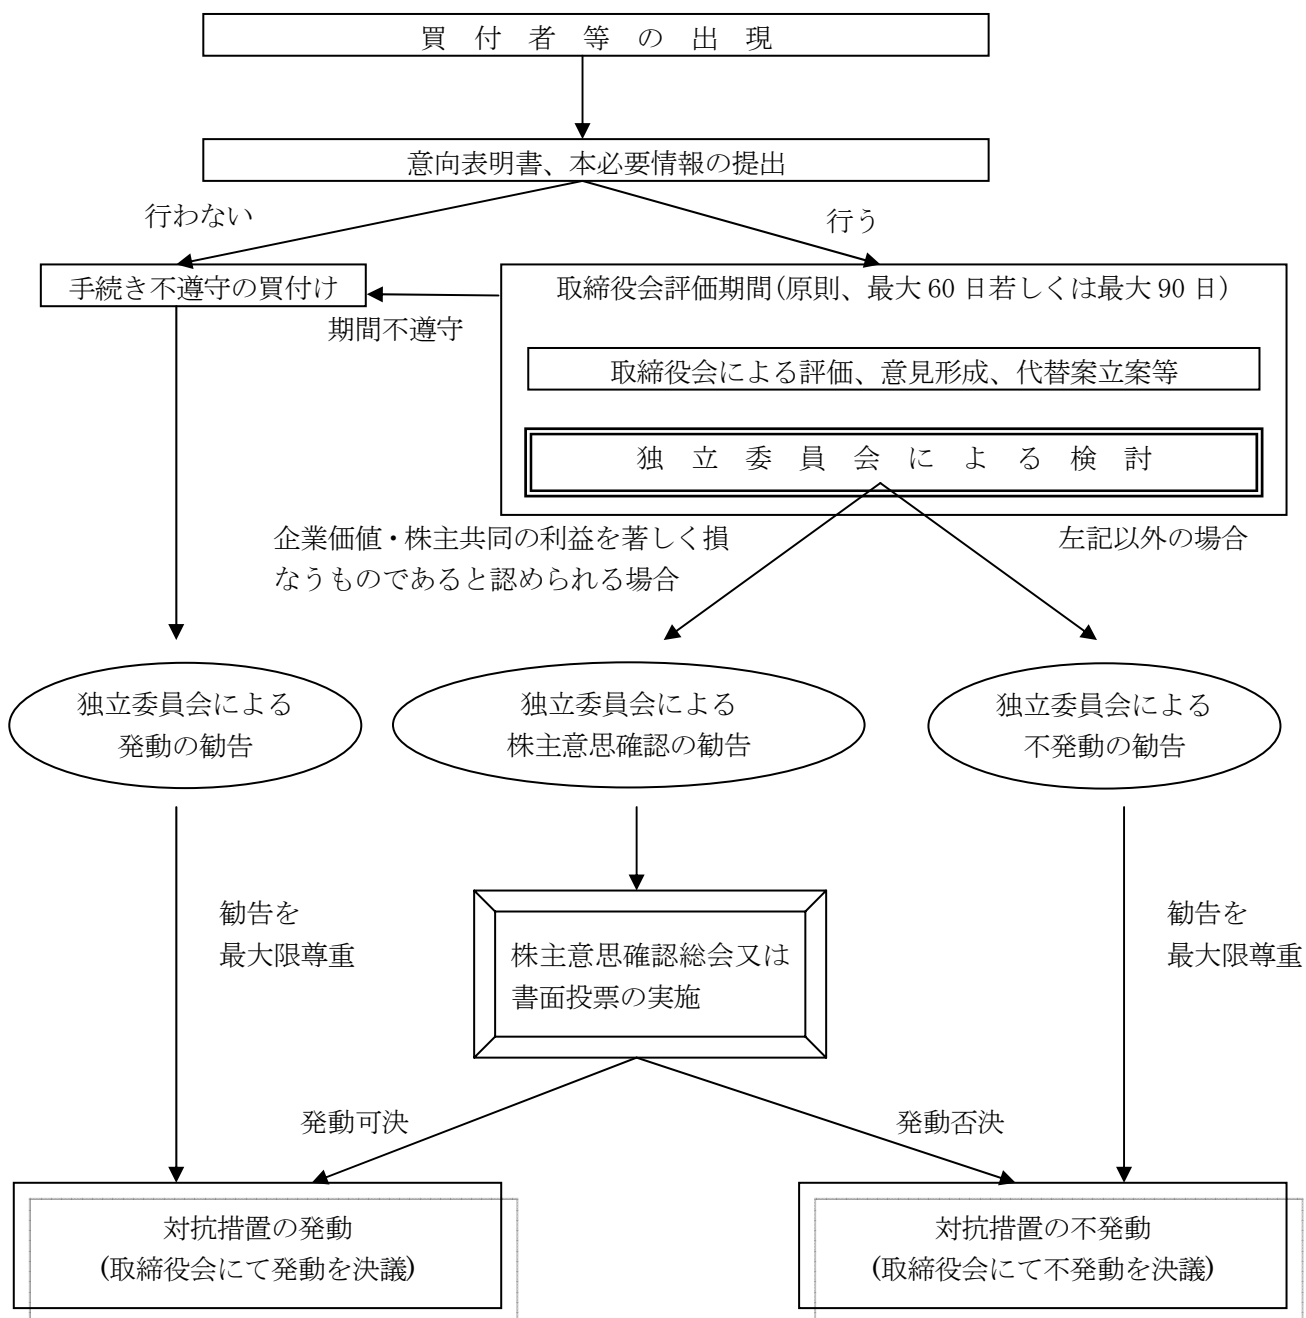 買付者等の出現
意向表明書、本必要情報の提出
行わない
行う
手続き不遵守の買付け
取締役会評価期間(原則、最大 60 日若しくは最大 90 日)
期間不遵守
取締役会による評価、意見形成、代替案立案等
独立委員会による検討
企業価値・株主共同の利益を著しく損
なうものであると認められる場合
左記以外の場合
独立委員会による
発動の勧告
独立委員会による
株主意思確認の勧告
独立委員会による
不発動の勧告
勧告を
最大限尊重
株主意思確認総会又は
書面投票の実施
勧告を
最大限尊重
発動可決
発動否決
対抗措置の発動
(取締役会にて発動を決議)
対抗措置の不発動
(取締役会にて不発動を決議)